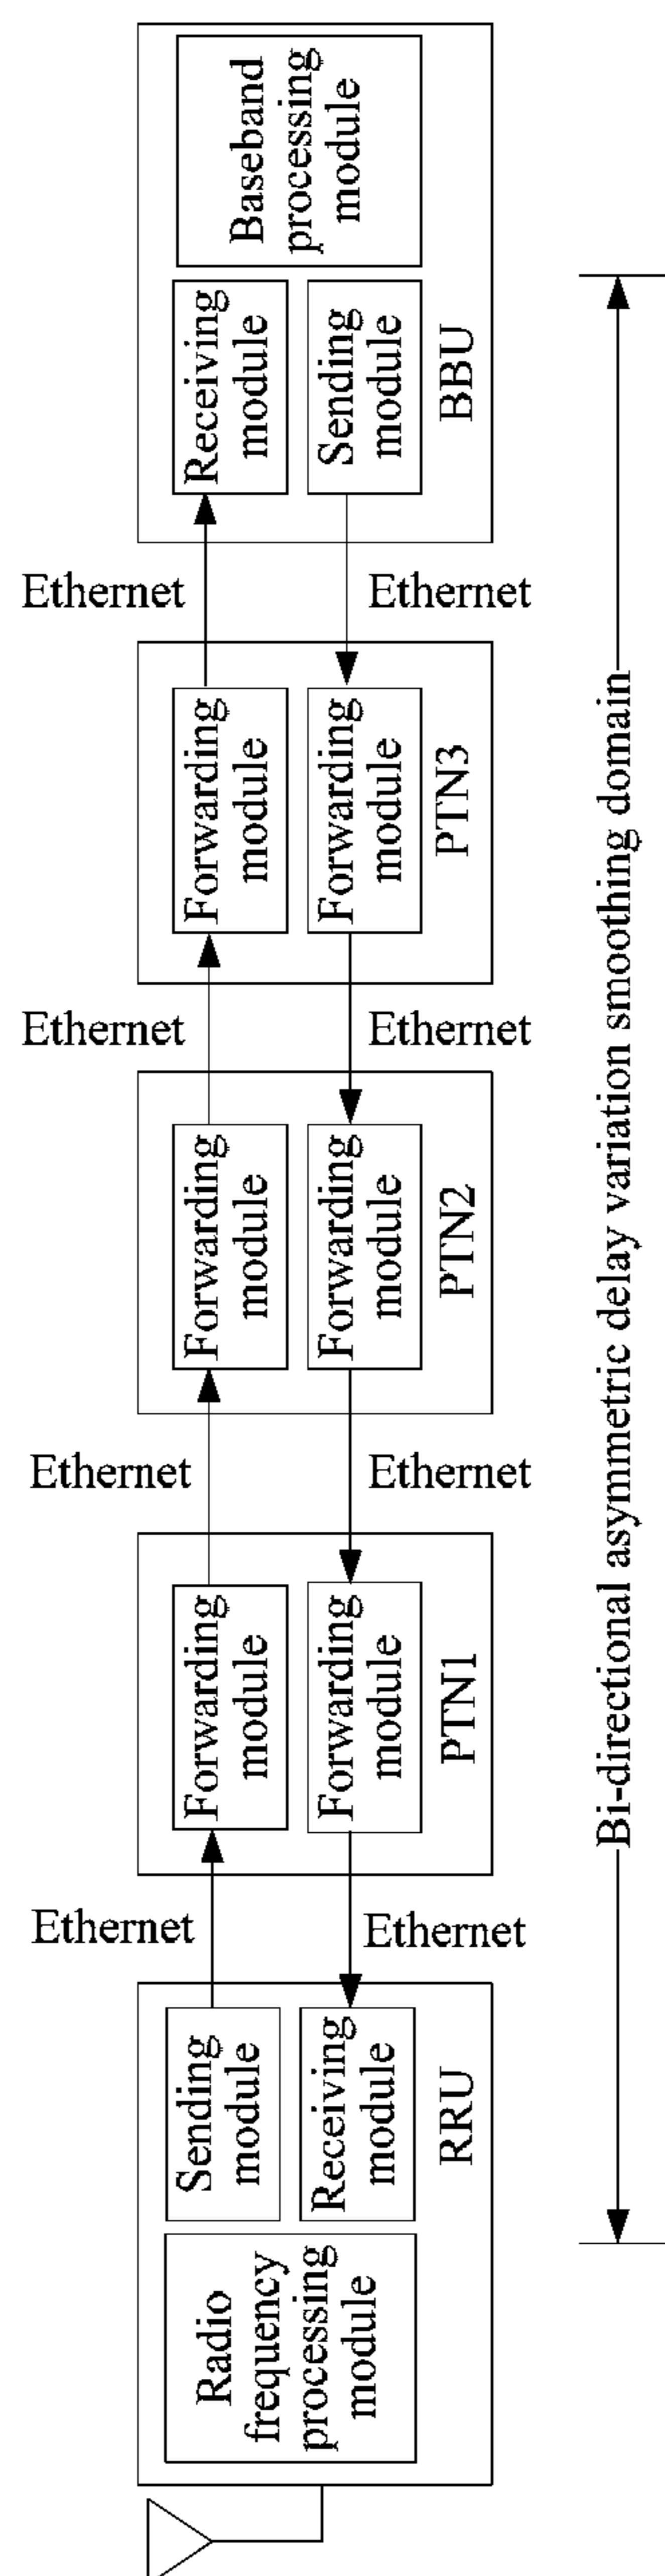 Baseband
processing
module
Receiving
module
Sending
module
BBU
Ethernet
Ethernet
Forwarding
module
Forwarding
module
PTN3
Ethernet
Ethernet
Forwarding
module
Forwarding
module
PTN2
Ethernet
Ethernet
Forwarding
module
Forwarding
module
PTN1
Ethernet
Ethernet
Sending
module
Receiving
module
RRU
Radio
frequency
processing
module
Bi-directional asymmetric delay variation smoothing domain